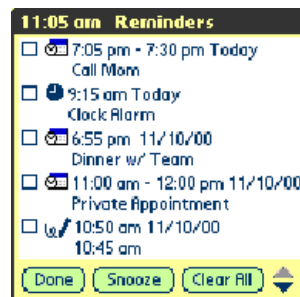 11:05 am Reminders
7:05 pm - 7:30 pm Today
Call Mom
9:15 am Today
Clock Alarm
6:55 pm 11/10/00
Dinner w/ Team
11:00 am - 12:00 pm 11/10/00
Private Appointment
10:50 am 11/10/00
10:45 am
Done Snooze Clear All